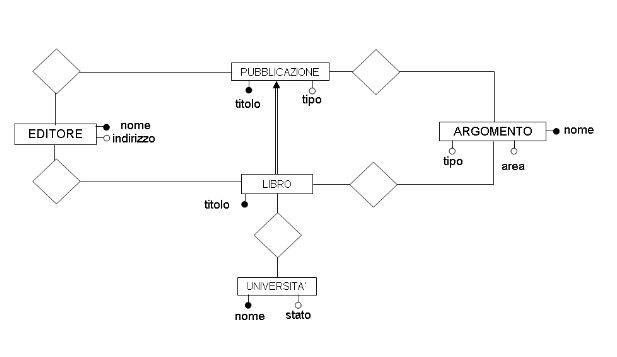 PUBBLICAZIONE
titolo
tipo
EDITORE
nome
indirizzo
ARGOMENTO
nome
tipo
area
LIBRO
titolo
UNIVERSITA'
nome
stato